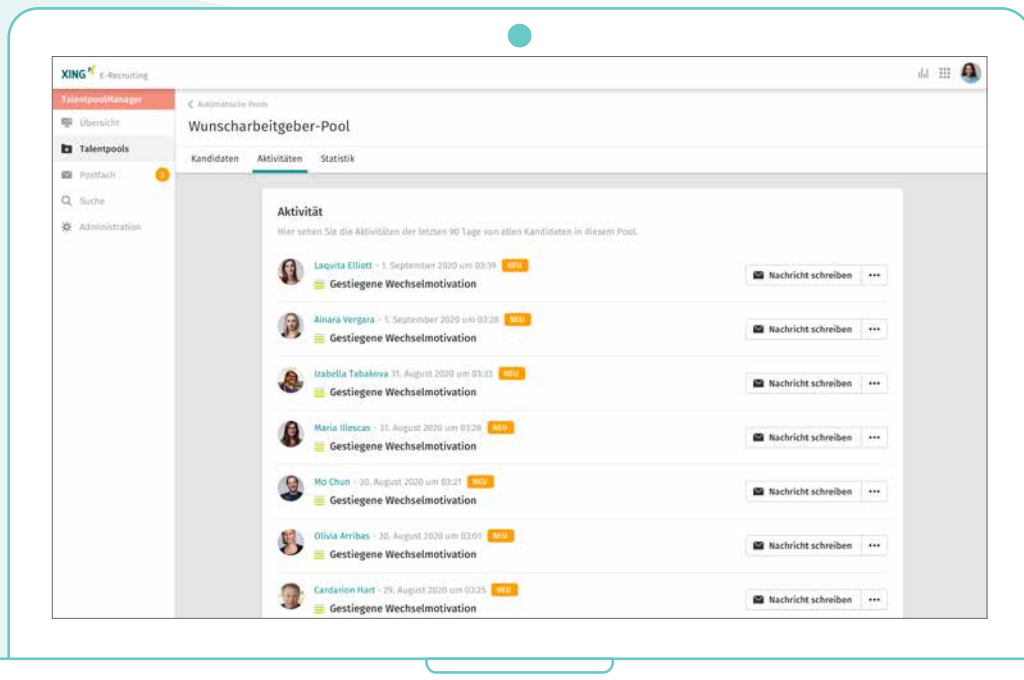 XING E-Recruiting
TalentpoolManager
Übersicht
Talentpools
Postfach 3
Suche
Administration
Automatische Pools
Wunscharbeitgeber-Pool
Kandidaten Aktivitäten Statistik
Aktivität
Hier sehen Sie die Aktivitäten der letzten 90 Tage von allen Kandidaten in diesem Pool.
Laquita Elliott - 1. September 2020 um 03:39 NEU
Gestiegene Wechselmotivation
Nachricht schreiben
Ainara Vergara - 1. September 2020 um 03:28 NEU
Gestiegene Wechselmotivation
Nachricht schreiben
Izabella Tabakova 31. August 2020 um 03:33 NEU
Gestiegene Wechselmotivation
Nachricht schreiben
Maria Illescas - 31. August 2020 um 03:28 NEU
Gestiegene Wechselmotivation
Nachricht schreiben
Mo Chun - 30. August 2020 um 03:21 NEU
Gestiegene Wechselmotivation
Nachricht schreiben
Olivia Arribas - 30. August 2020 um 03:01 NEU
Gestiegene Wechselmotivation
Nachricht schreiben
Cardarion Hart - 29. August 2020 um 03:25 NEU
Gestiegene Wechselmotivation
Nachricht schreiben